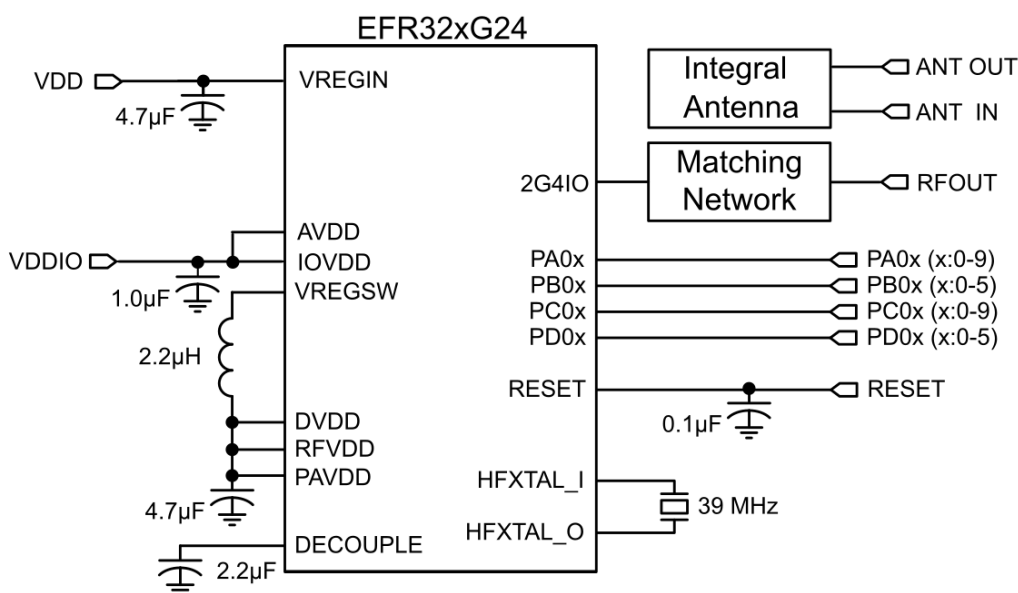 EFR32xG24
VDD
4.7µF
VREGIN
Integral
Antenna
ANT OUT
ANT IN
2G4IO
Matching
Network
RFOUT
VDDIO
1.0µF
AVDD
IOVDD
VREGSW
2.2µH
DVDD
RFVDD
PAVDD
4.7µF
DECOUPLE
2.2µF
PA0x
PB0x
PC0x
PD0x
PA0x (x:0-9)
PB0x (x:0-5)
PC0x (x:0-9)
PD0x (x:0-5)
RESET
RESET
0.1µF
HFXTAL_I
HFXTAL_O
39 MHz